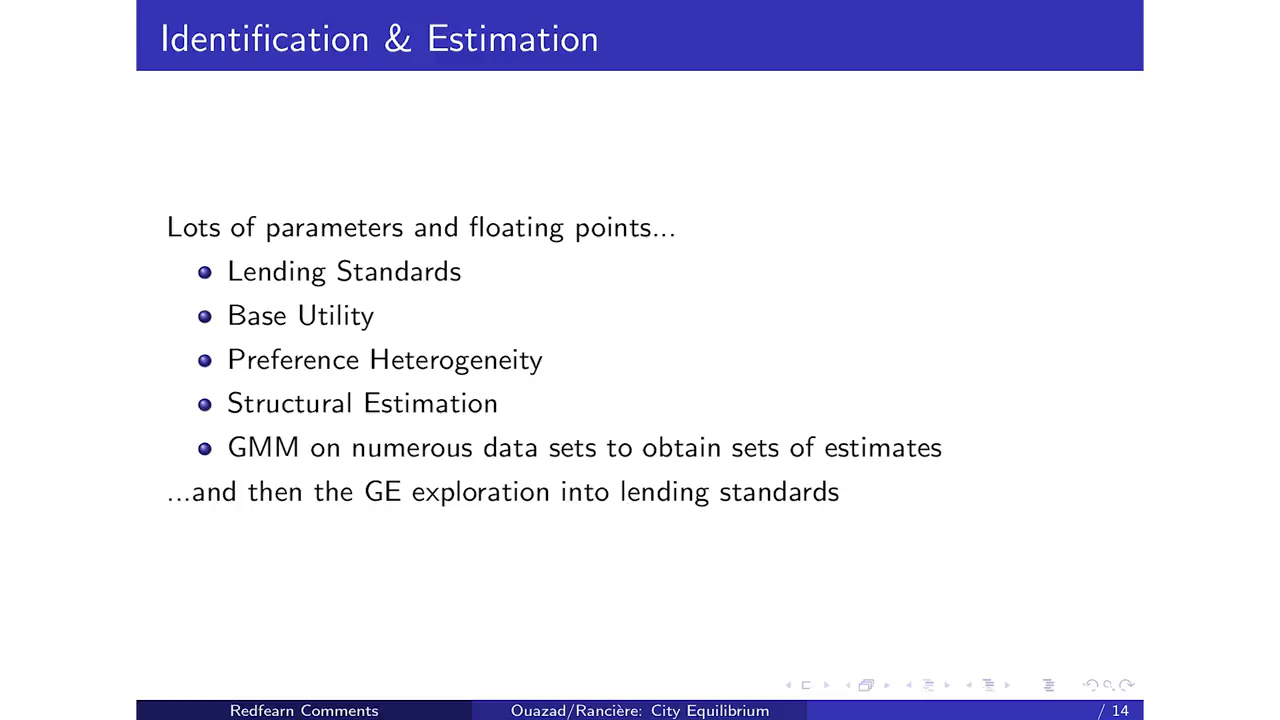 Identification & Estimation
Lots of parameters and floating points...
Lending Standards
Base Utility
Preference Heterogeneity
Structural Estimation
GMM on numerous data sets to obtain sets of estimates
...and then the GE exploration into lending standards
Redfearn Comments
Ouazad/Rancière: City Equilibrium
/ 14